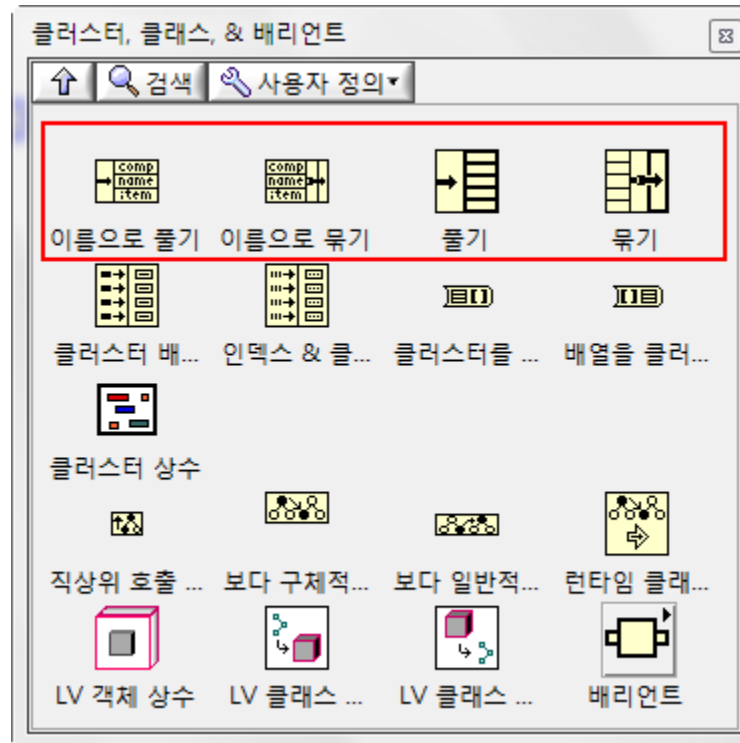 클러스터, 클래스, & 배리언트
검색 사용자 정의
comp name item comp name item
이름으로 풀기 이름으로 묶기 풀기 묶기
클러스터 배... 인덱스 & 클... 클러스터를 ... 배열을 클러...
클러스터 상수
직상위 호출 ... 보다 구체적... 보다 일반적... 런타임 클래...
LV 객체 상수 LV 클래스 ... LV 클래스 ... 배리언트